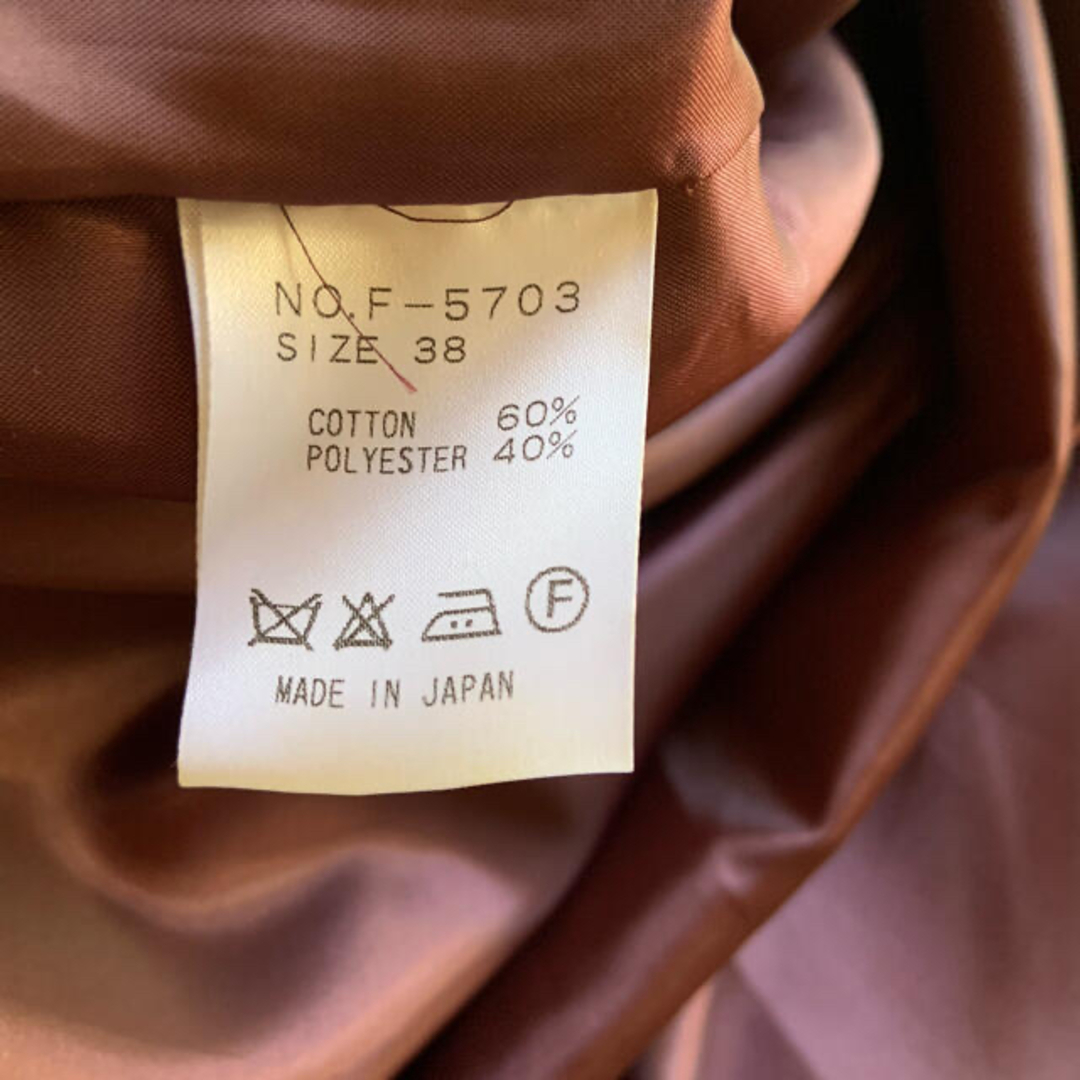 NO.F-5703
SIZE 38
COTTON 60%
POLYESTER 40%
F
MADE IN JAPAN